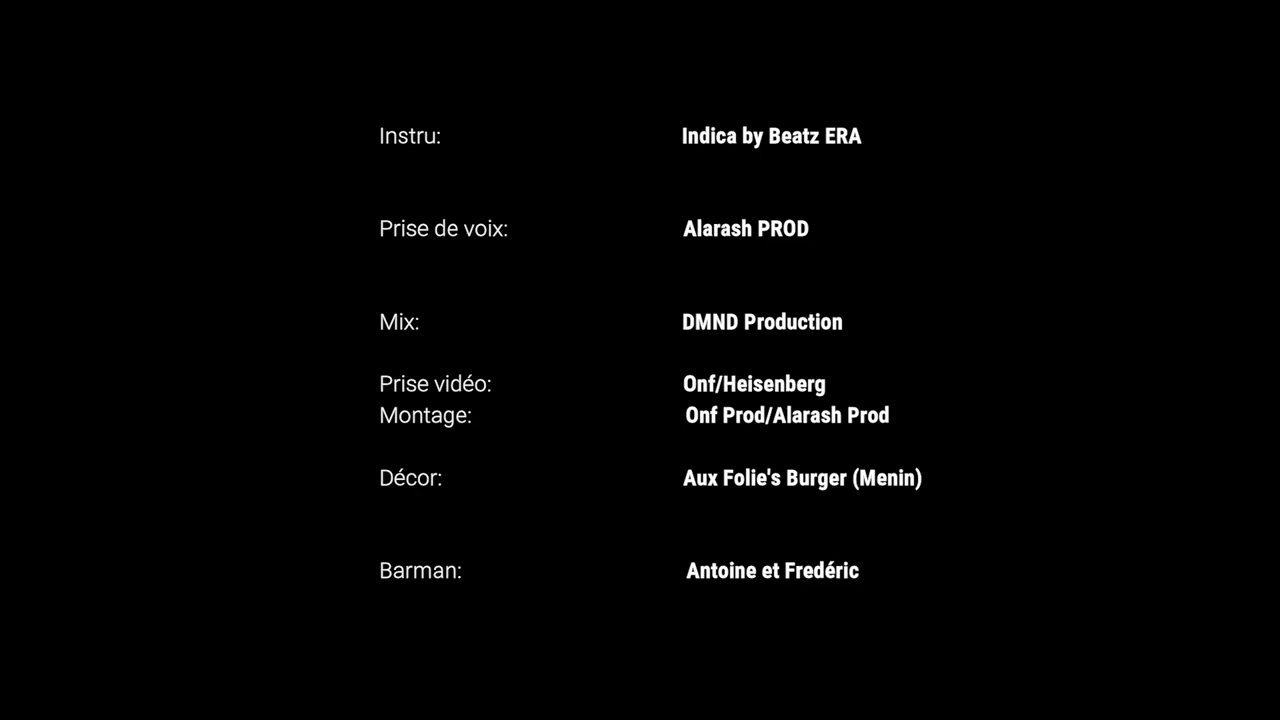 Instru: Indica by Beatz ERA
Prise de voix: Alarash PROD
Mix: DMND Production
Prise vidéo: Onf/Heisenberg
Montage: Onf Prod/Alarash Prod
Décor: Aux Folie's Burger (Menin)
Barman: Antoine et Fredéric